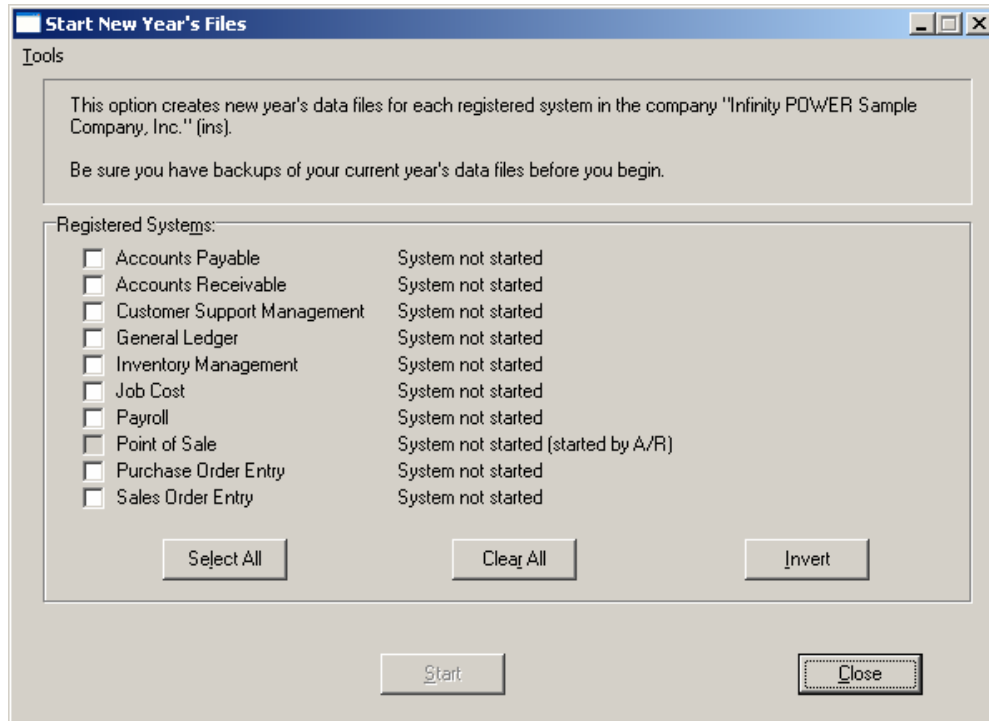 Start New Year's Files
Tools
This option creates new year's data files for each registered system in the company "Infinity POWER Sample
Company, Inc." (ins).
Be sure you have backups of your current year's data files before you begin.
Registered Systems:
Accounts Payable System not started
Accounts Receivable System not started
Customer Support Management System not started
General Ledger System not started
Inventory Management System not started
Job Cost System not started
Payroll System not started
Point of Sale System not started (started by A/R)
Purchase Order Entry System not started
Sales Order Entry System not started
Select All Clear All Invert
Start Close